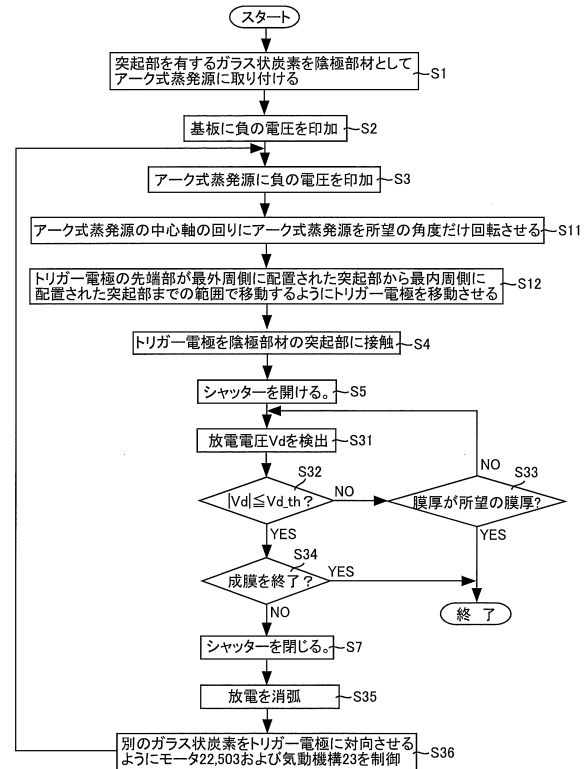 スタート
突起部を有するガラス状炭素を陰極部材として
アーク式蒸発源に取り付ける
S1
基板に負の電圧を印加
S2
アーク式蒸発源に負の電圧を印加
S3
アーク式蒸発源の中心軸の回りにアーク式蒸発源を所望の角度だけ回転させる
S11
トリガー電極の先端部が最外周側に配置された突起部から最内周側に
配置された突起部までの範囲で移動するようにトリガー電極を移動させる
S12
トリガー電極を陰極部材の突起部に接触
S4
シャッターを開ける。
S5
放電電圧Vdを検出
S31
|Vd|≦Vd_th?
S32
NO
YES
膜厚が所望の膜厚?
S33
NO
YES
成膜を終了?
S34
YES
NO
終 了
シャッターを閉じる。
S7
放電を消弧
S35
別のガラス状炭素をトリガー電極に対向させる
ようにモータ22,503および気動機構23を制御
S36